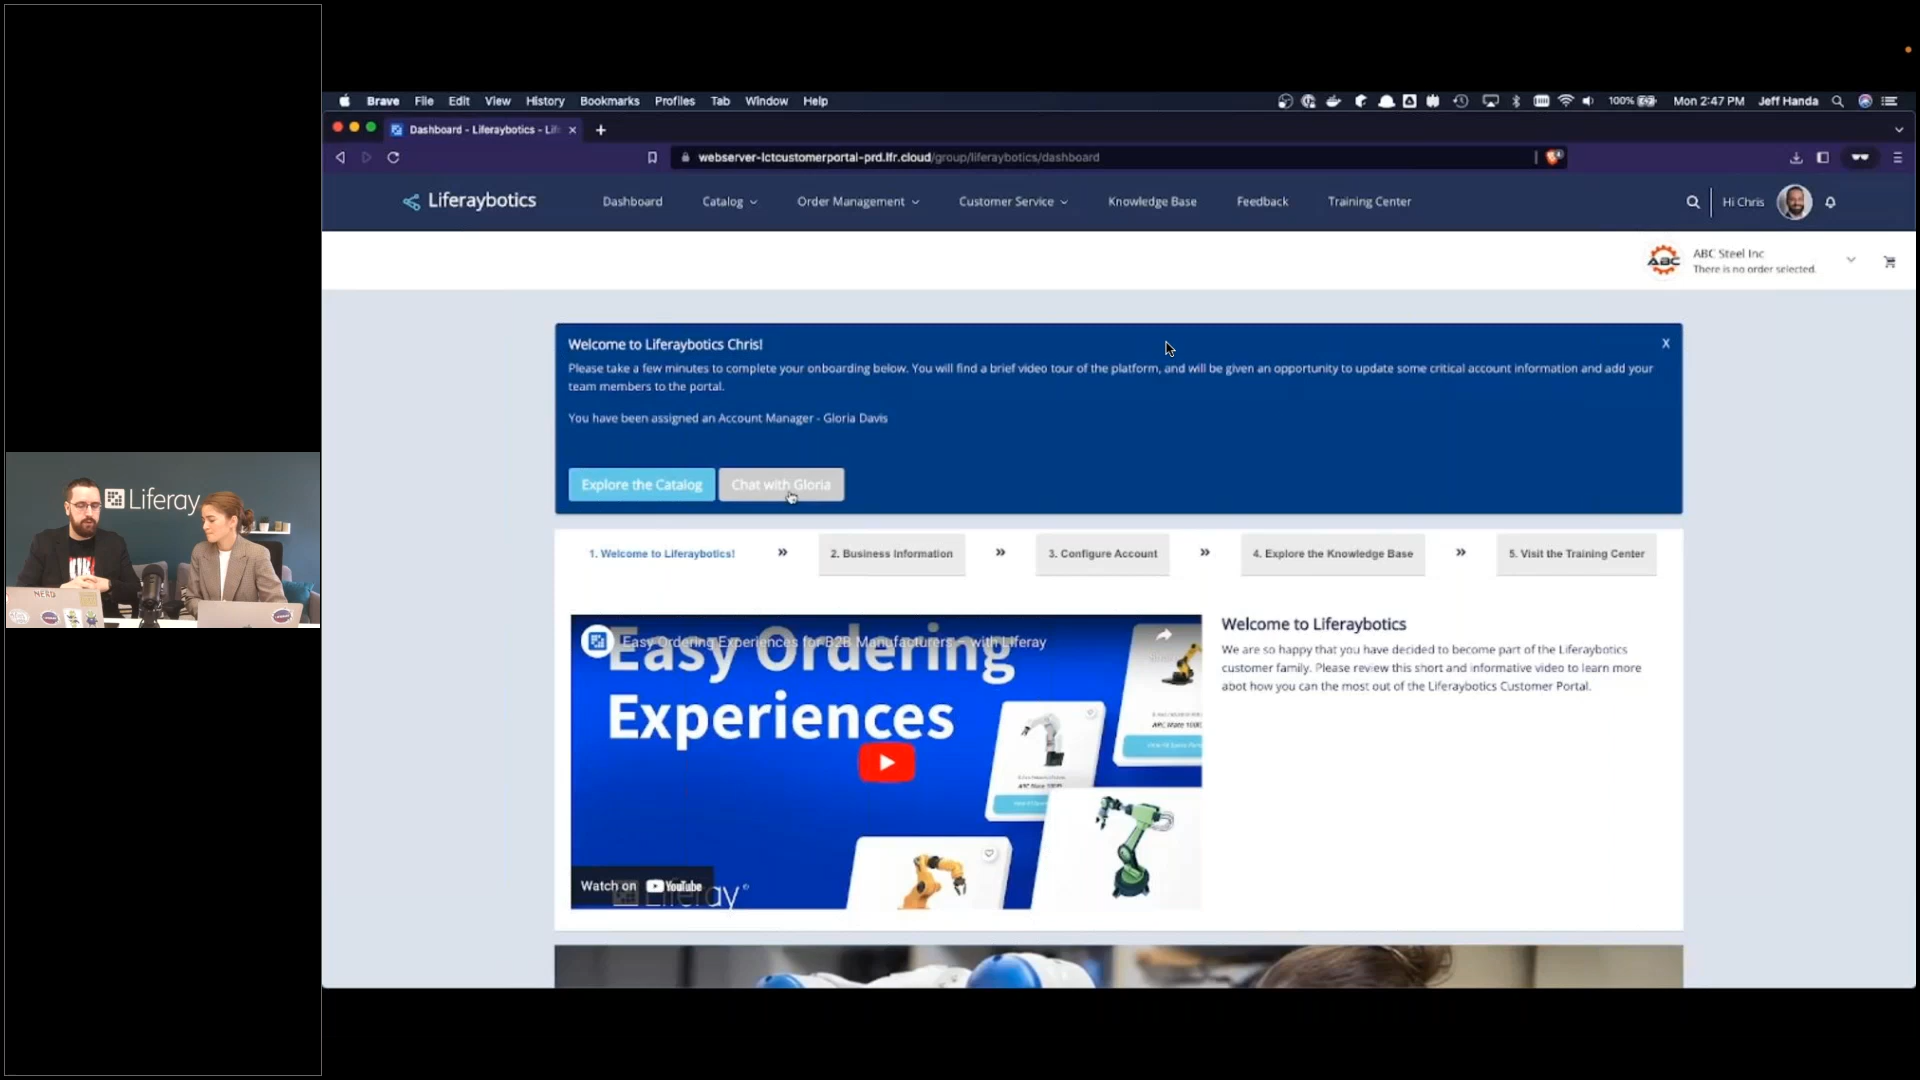 Brave File Edit View History Bookmarks Profiles Tab Window Help 100% Mon 2:47 PM Jeff Handa
Dashboard - Liferaybotics - Lif
webserver-lctcustomerportal-prd.lfr.cloud/group/liferaybotics/dashboard
Liferaybotics Dashboard Catalog Order Management Customer Service Knowledge Base Feedback Training Center Hi Chris
ABC
ABC Steel Inc
There is no order selected.
Welcome to Liferaybotics Chris!
X
Please take a few minutes to complete your onboarding below. You will find a brief video tour of the platform, and will be given an opportunity to update some critical account information and add your
team members to the portal.
You have been assigned an Account Manager - Gloria Davis
Explore the Catalog Chat with Gloria
Liferay
NERD
1. Welcome to Liferaybotics! » 2. Business Information » 3. Configure Account » 4. Explore the Knowledge Base » 5. Visit the Training Center
Easy Ordering Experiences for B2B Manufacturers – with Liferay
Easy Ordering
Experiences
Watch on YouTube
Liferay
Welcome to Liferaybotics
We are so happy that you have decided to become part of the Liferaybotics
customer family. Please review this short and informative video to learn more
abot how you can the most out of the Liferaybotics Customer Portal.